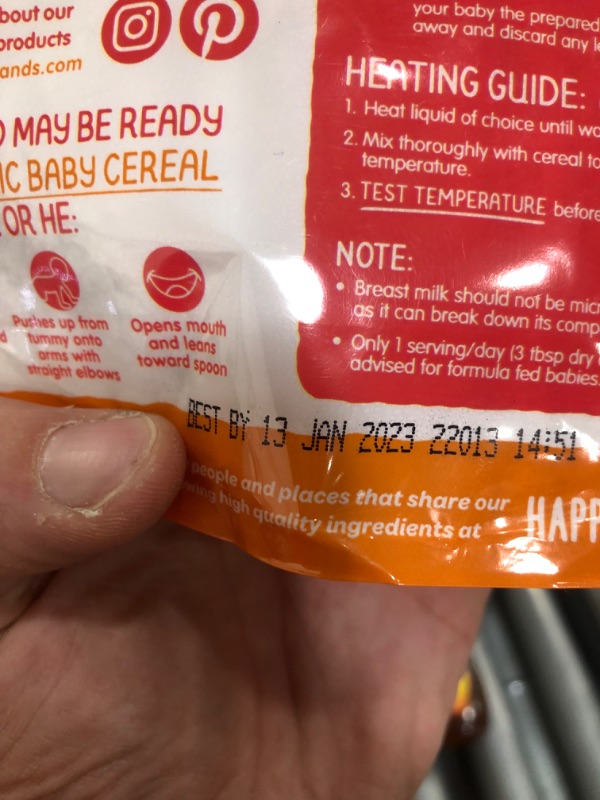 bout our
products
ands.com
MAY BE READY
IC BABY CEREAL
OR HE:
Pushes up from
tummy onto
arms with
straight elbows
Opens mouth
and leans
toward spoon
your baby the prepared
away and discard any
HEATING GUIDE:
1. Heat liquid of choice until
2. Mix thoroughly with cereal to
temperature.
3. TEST TEMPERATURE before
NOTE:
• Breast milk should not be micr
as it can break down its comp
• Only 1 serving/day (3 tbsp dry
advised for formula fed babies.
BEST BY 13 JAN 2023 22013 14:51
people and places that share our
wing high quality ingredients at
HAPP